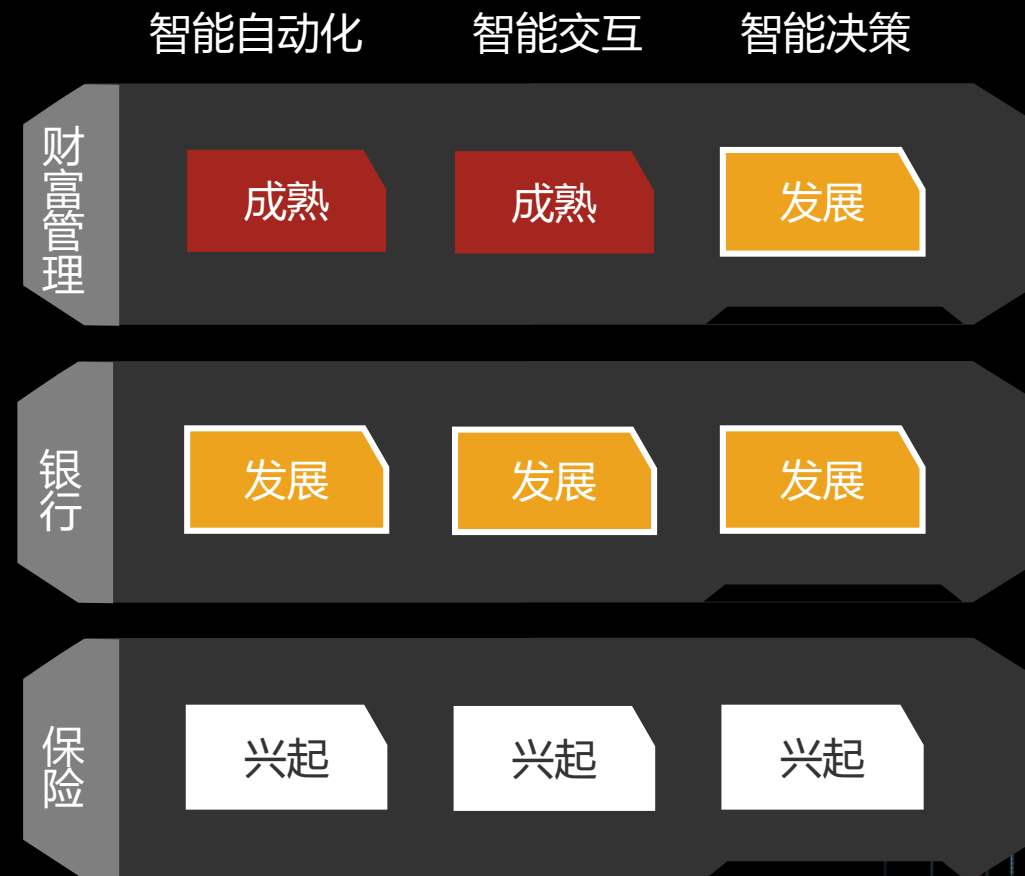 智能自动化 智能交互 智能决策
财富管理
成熟 成熟 发展
银行
发展 发展 发展
保险
兴起 兴起 兴起